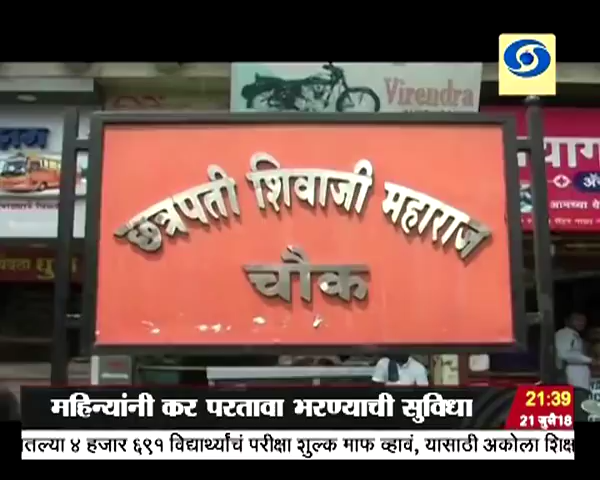 Virendra
छत्रपती शिवाजी महाराज
चौक
महिन्यांनी कर परतावा भरण्याची सुविधा
21:39
21 जुलै18
तल्या ४ हजार ६९१ विद्यार्थ्यांचं परीक्षा शुल्क माफ व्हावं, यासाठी अकोला शिक्ष